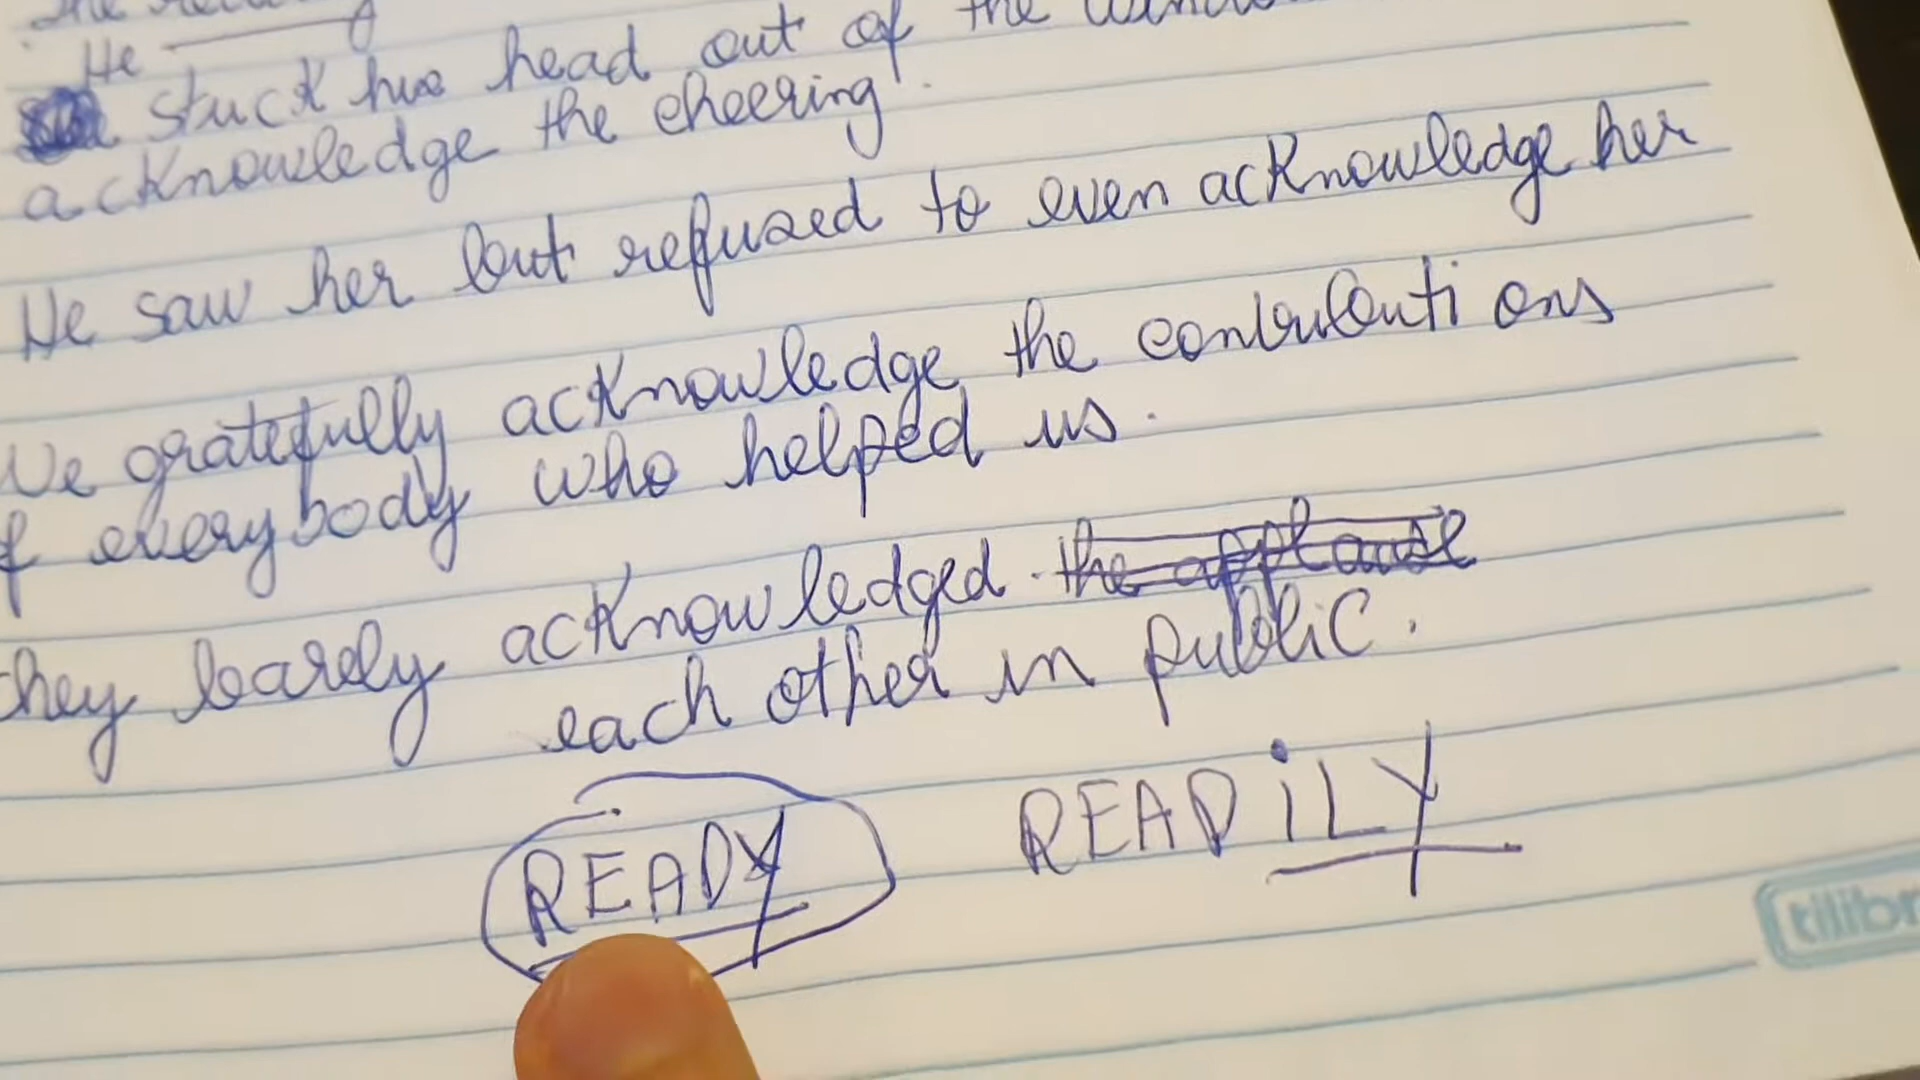 He
stuck his head out of the
acknowledge the cheering.
He saw her but refused to even acknowledge her
We gratefully acknowledge the contributions
of everybody who helped us.
they barely acknowledged the applause
each other in public.
READY READiLY
tilibr